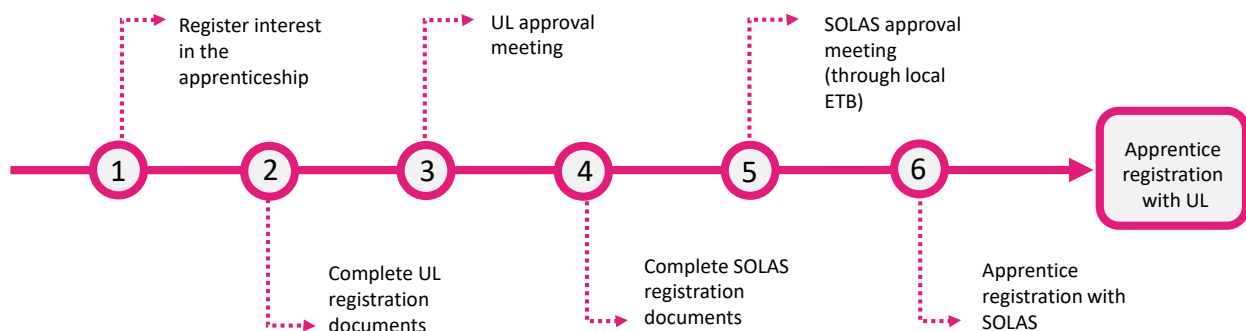 Register interest
in the
apprenticeship
UL approval
meeting
SOLAS approval
meeting
(through local
ETB)
1
2
3
4
5
6
Apprentice
registration
with UL
Complete UL
registration
documents
Complete SOLAS
registration
documents
Apprentice
registration with
SOLAS